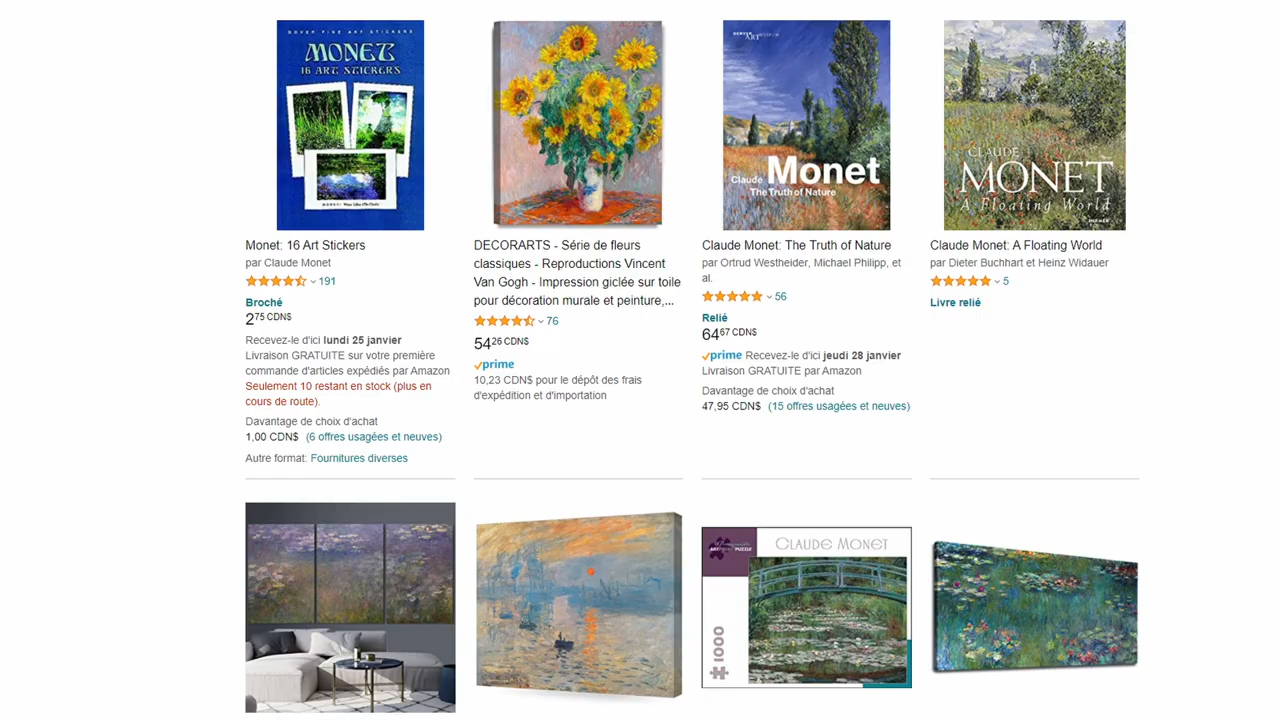 DOVER FINE ART STICKERS
MONET
16 ART STICKERS
Monet: 16 Art Stickers
par Claude Monet
191
Broché
2,75 CDN$
Recevez-le d'ici lundi 25 janvier
Livraison GRATUITE sur votre première
commande d'articles expédiés par Amazon
Seulement 10 restant en stock (plus en
cours de route).
Davantage de choix d'achat
1,00 CDN$ (6 offres usagées et neuves)
Autre format: Fournitures diverses
DECORARTS - Série de fleurs
classiques - Reproductions Vincent
Van Gogh - Impression giclée sur toile
pour décoration murale et peinture,...
76
54,26 CDN$
prime
10,23 CDN$ pour le dépôt des frais
d'expédition et d'importation
DENVER
ART MUSEUM
Claude Monet
The Truth of Nature
Claude Monet: The Truth of Nature
par Ortrud Westheider, Michael Philipp, et
al.
56
Relié
64,67 CDN$
prime Recevez-le d'ici jeudi 28 janvier
Livraison GRATUITE par Amazon
Davantage de choix d'achat
47,95 CDN$ (15 offres usagées et neuves)
CLAUDE
MONET
A Floating World
HIRMER
Claude Monet: A Floating World
par Dieter Buchhart et Heinz Widauer
5
Livre relié
CLAUDE MONET
1000